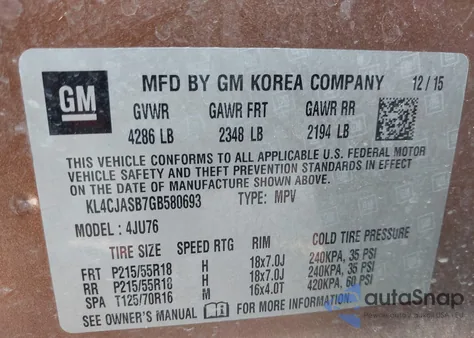 GM
MFD BY GM KOREA COMPANY 12/15
GVWR GAWR FRT GAWR RR
4286 LB 2348 LB 2194 LB
THIS VEHICLE CONFORMS TO ALL APPLICABLE U.S. FEDERAL MOTOR
VEHICLE SAFETY AND THEFT PREVENTION STANDARDS IN EFFECT
ON THE DATE OF MANUFACTURE SHOWN ABOVE.
KL4CJASB7GB580693 TYPE: MPV
MODEL: 4JU76
TIRE SIZE SPEED RTG RIM COLD TIRE PRESSURE
FRT P215/55R18 H 18x7.0J 240KPA, 35 PSI
RR P215/55R18 H 18x7.0J 240KPA, 35 PSI
SPA T125/70R16 M 16x4.0T 420KPA, 60 PSI
SEE OWNER'S MANUAL FOR MORE INFORMATION.
autoSnap